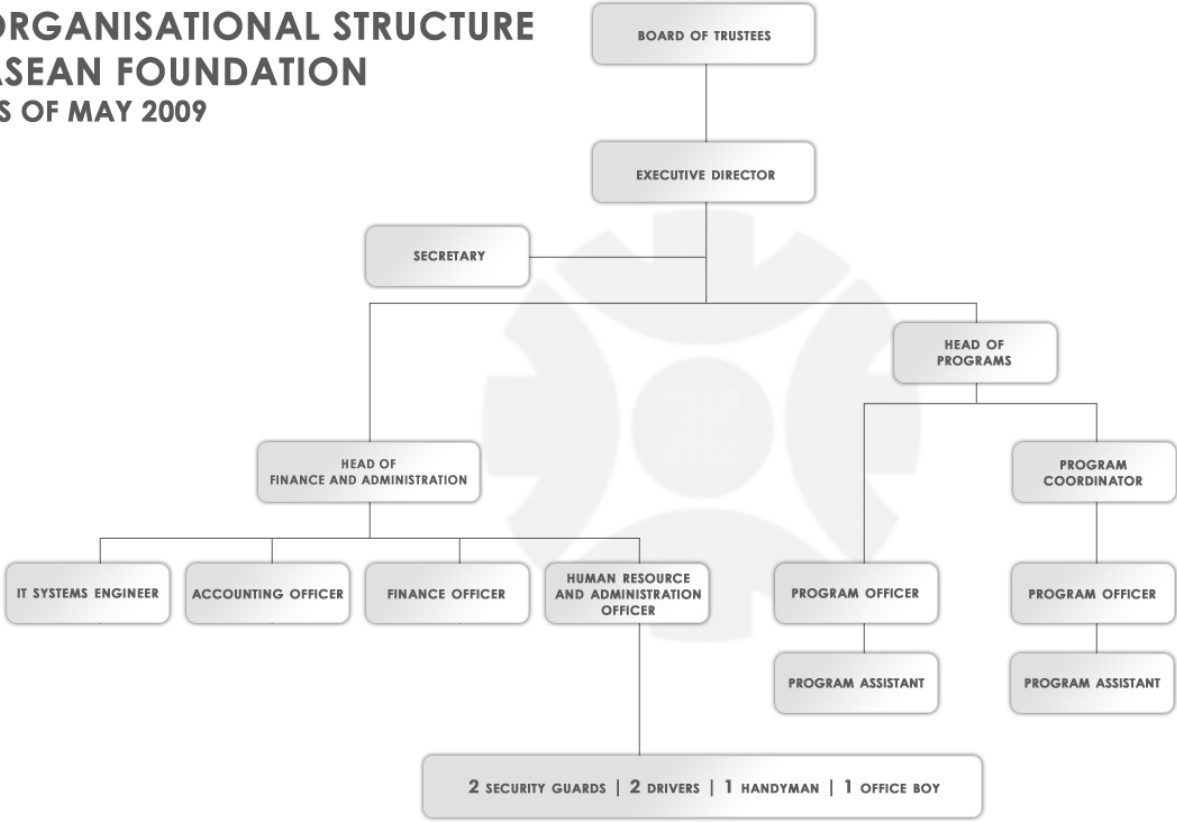 RGANISATIONAL STRUCTURE
SEAN FOUNDATION
S OF MAY 2009
BOARD OF TRUSTEES
EXECUTIVE DIRECTOR
SECRETARY
HEAD OF
PROGRAMS
HEAD OF
FINANCE AND ADMINISTRATION
PROGRAM
COORDINATOR
IT SYSTEMS ENGINEER
ACCOUNTING OFFICER
FINANCE OFFICER
HUMAN RESOURCE
AND ADMINISTRATION
OFFICER
PROGRAM OFFICER
PROGRAM OFFICER
PROGRAM ASSISTANT
PROGRAM ASSISTANT
2 SECURITY GUARDS | 2 DRIVERS | 1 HANDYMAN | 1 OFFICE BOY